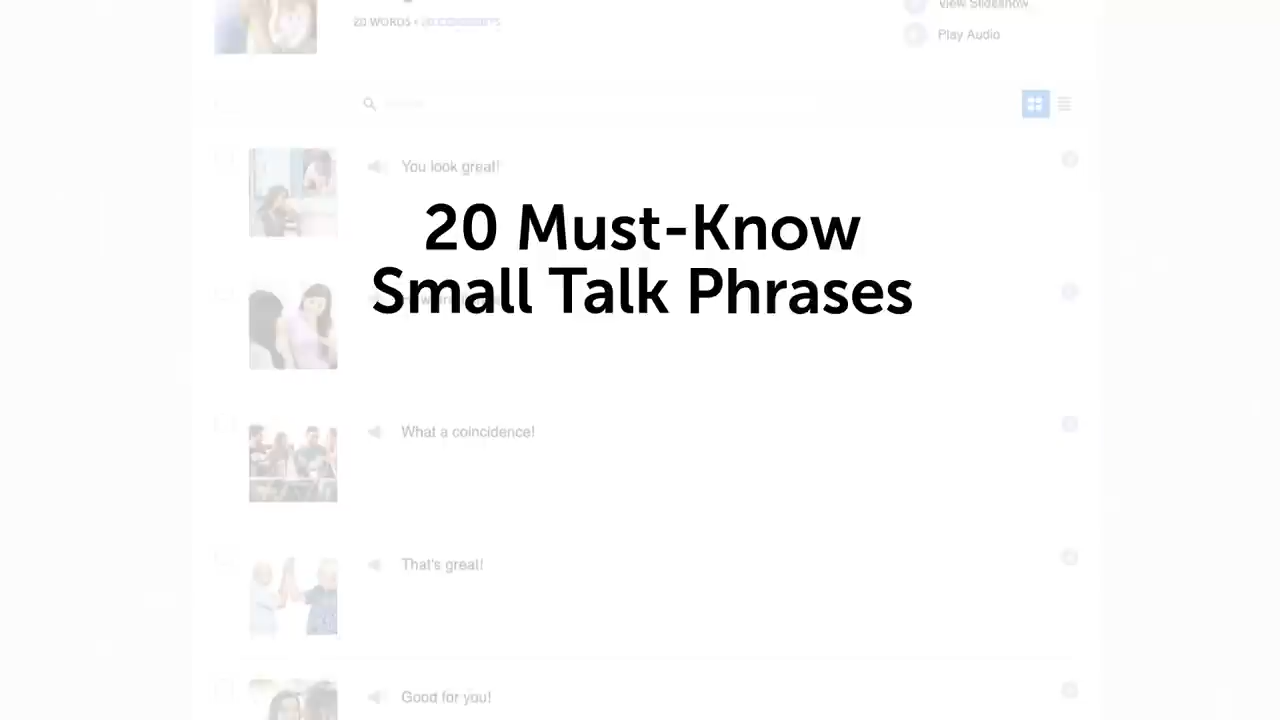 20 WORDS •
View Slideshow
Play Audio
You look great!
20 Must-Know
Small Talk Phrases
What a coincidence!
That's great!
Good for you!